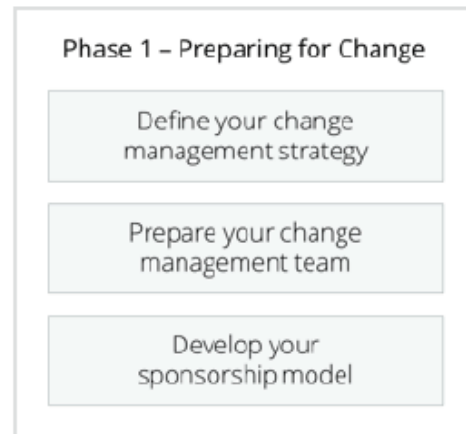 Phase 1 – Preparing for Change
Define your change
management strategy
Prepare your change
management team
Develop your
sponsorship model